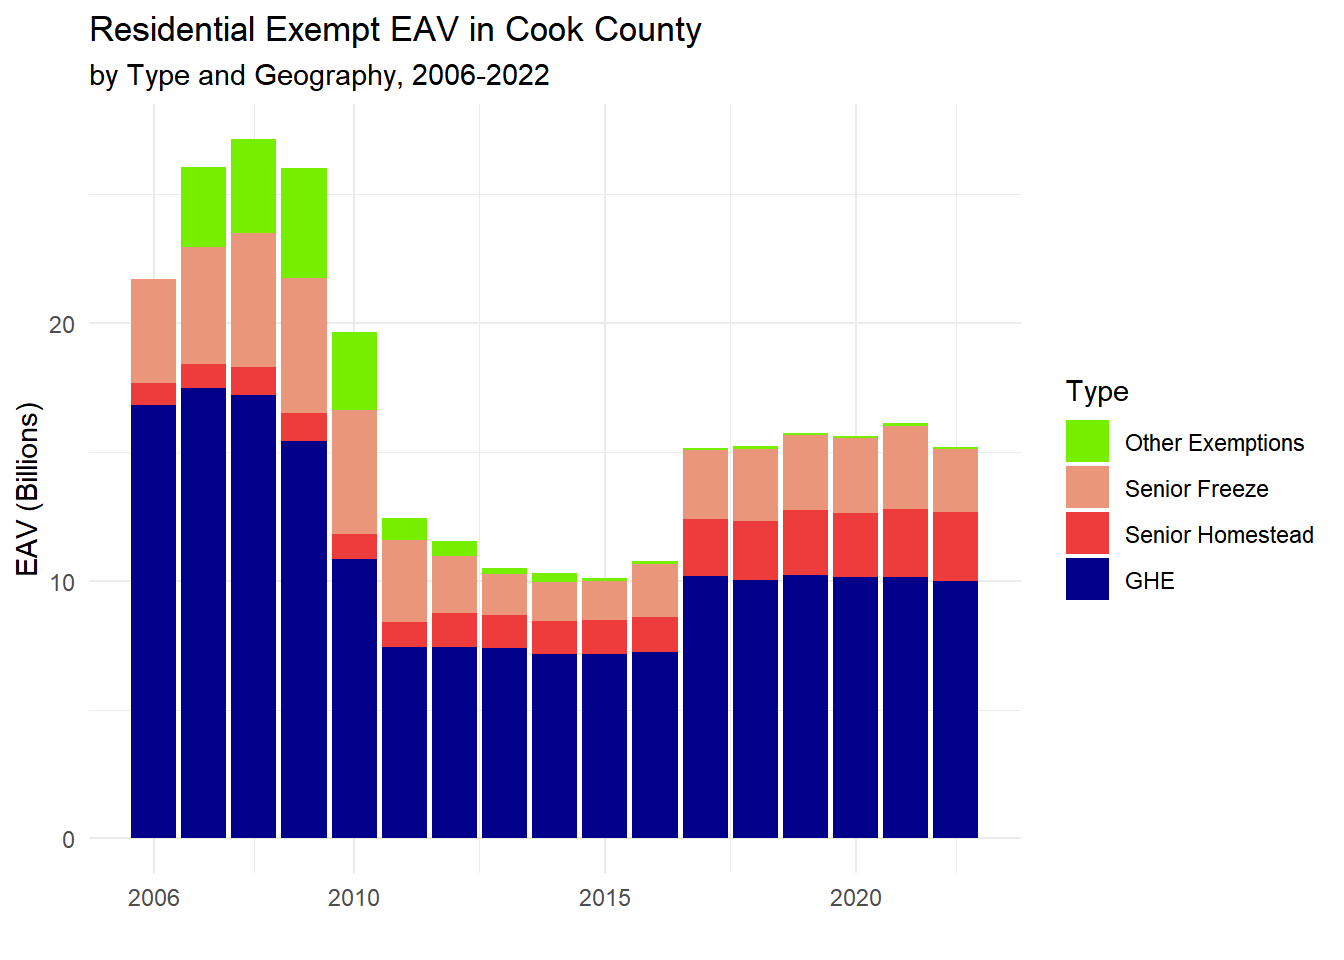 Residential Exempt EAV in Cook County
by Type and Geography, 2006-2022
EAV (Billions)
20
10
0
2006
2010
2015
2020
Type
Other Exemptions
Senior Freeze
Senior Homestead
GHE